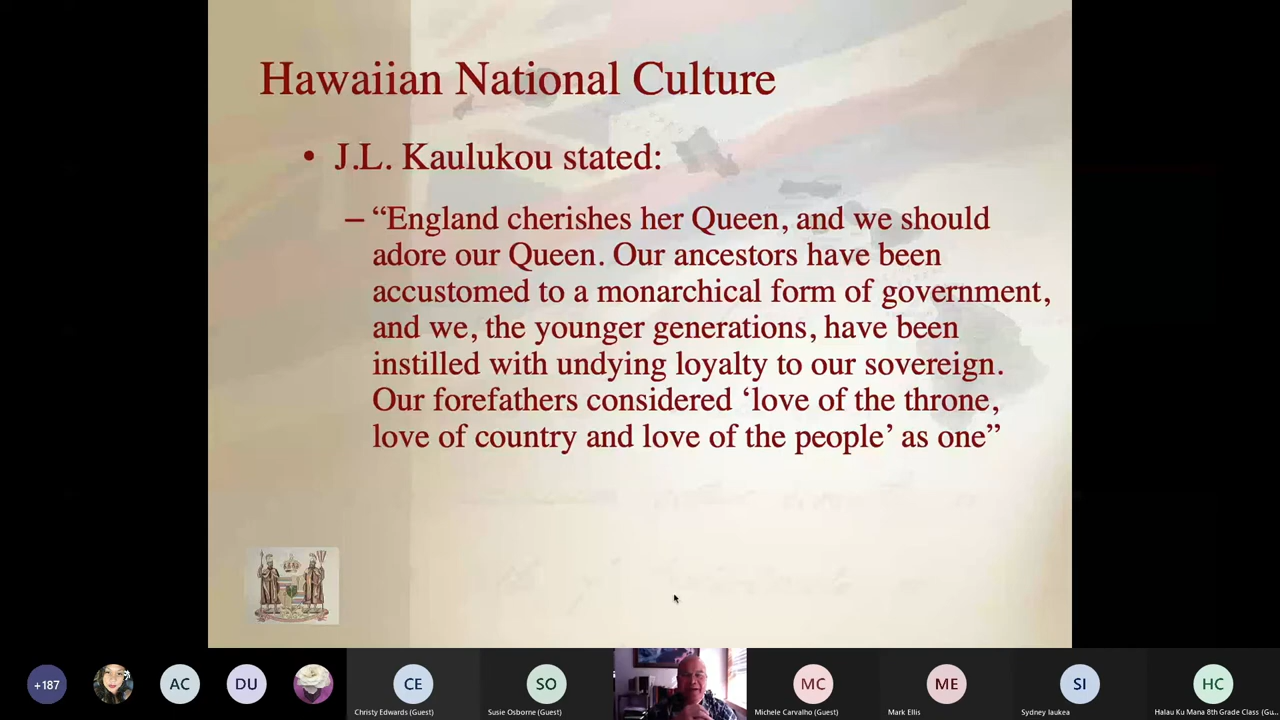 Hawaiian National Culture
• J.L. Kaulukou stated:
– “England cherishes her Queen, and we should
adore our Queen. Our ancestors have been
accustomed to a monarchical form of government,
and we, the younger generations, have been
instilled with undying loyalty to our sovereign.
Our forefathers considered ‘love of the throne,
love of country and love of the people’ as one”
+187
AC
DU
CE
SO
MC
ME
SI
HC
Christy Edwards (Guest)
Susie Osborne (Guest)
Michele Carvalho (Guest)
Mark Ellis
Sydney Iaukea
Halau Ku Mana 8th Grade Class (Gu...